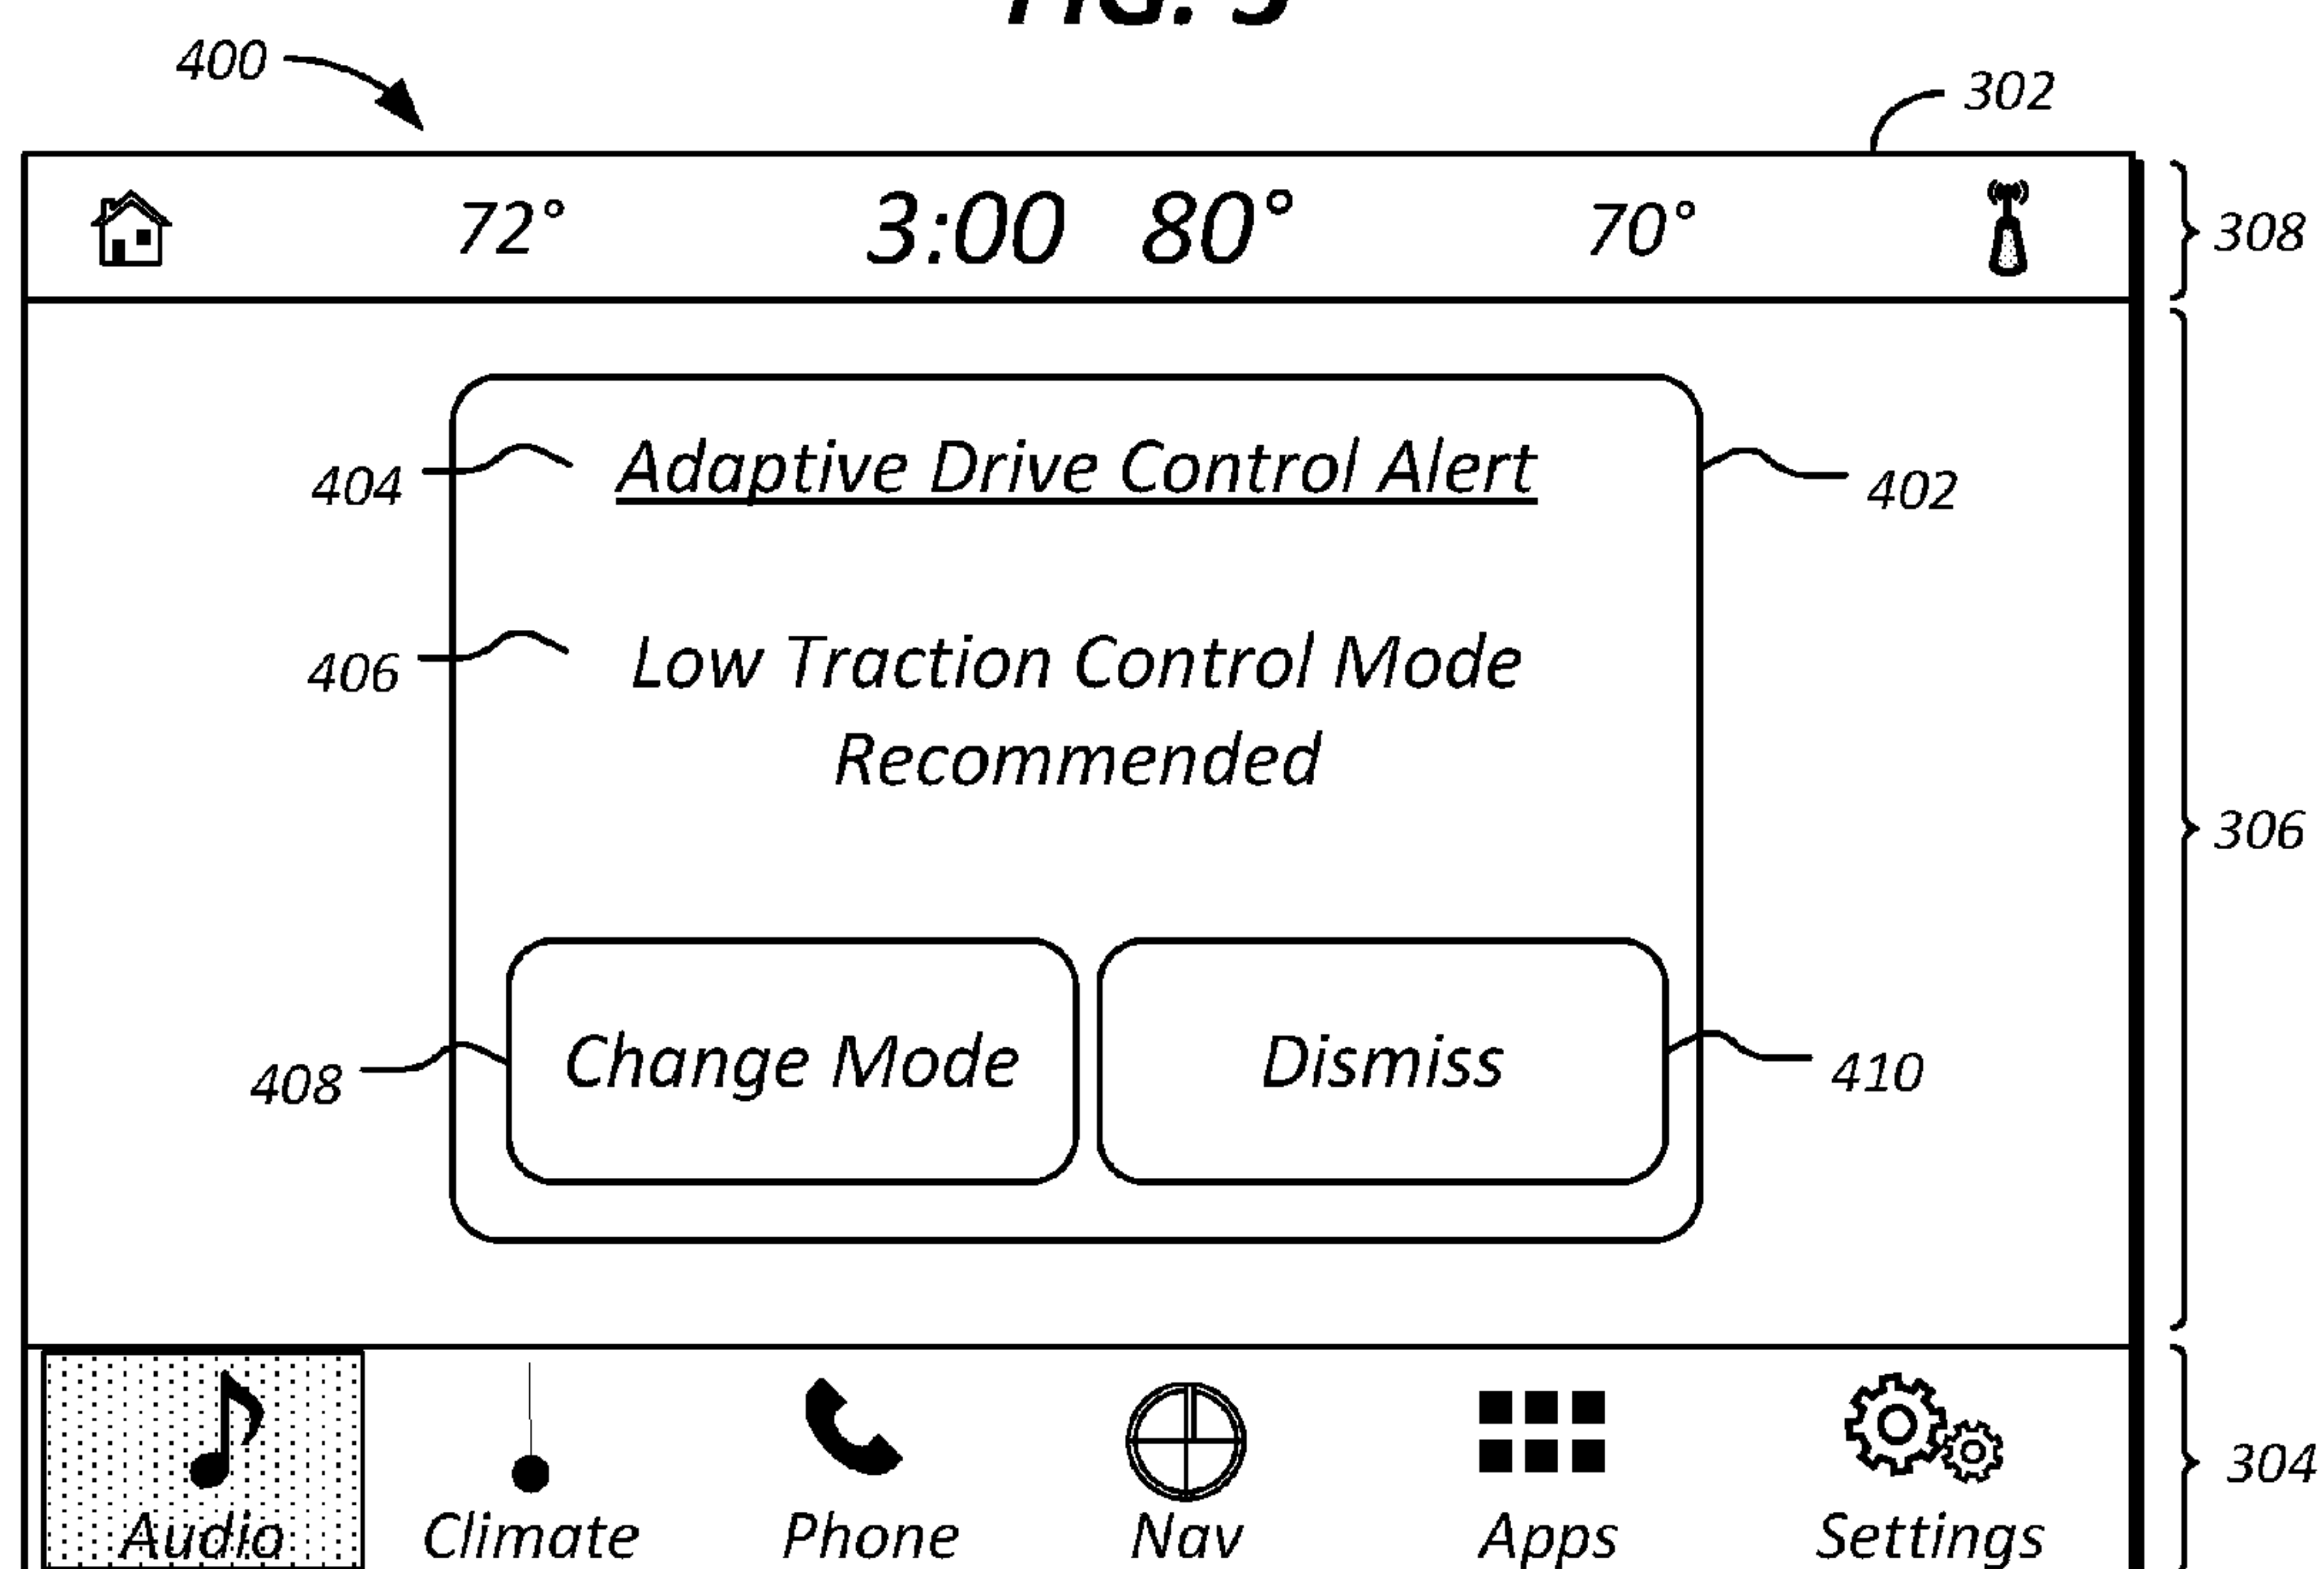 400
302
72° 3:00 80° 70°
308
404 Adaptive Drive Control Alert 402
406 Low Traction Control Mode
Recommended
306
408 Change Mode Dismiss 410
304
Audio Climate Phone Nav Apps Settings